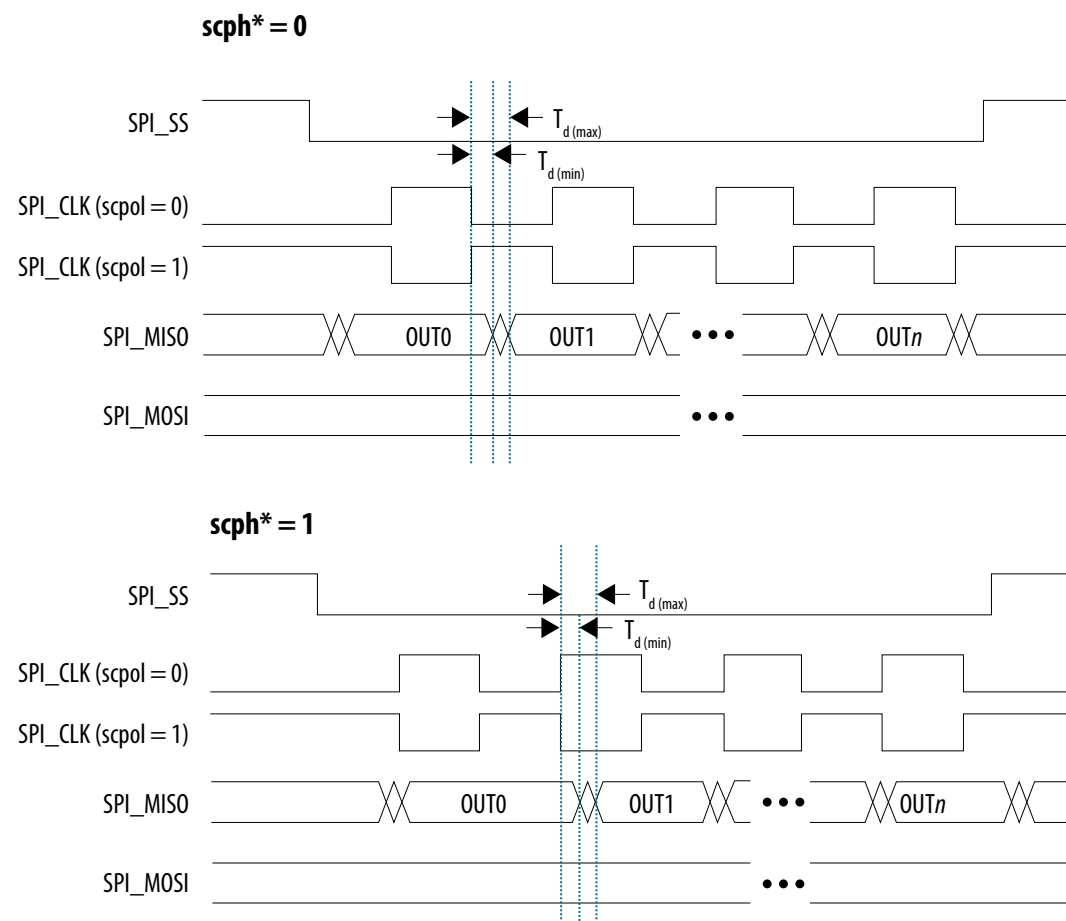 scph* = 0
SPI_SS
T d (max)
T d (min)
SPI_CLK (scpol = 0)
SPI_CLK (scpol = 1)
SPI_MISO OUT0 OUT1 ••• OUTn
SPI_MOSI •••
scph* = 1
SPI_SS
T d (max)
T d (min)
SPI_CLK (scpol = 0)
SPI_CLK (scpol = 1)
SPI_MISO OUT0 OUT1 ••• OUTn
SPI_MOSI •••